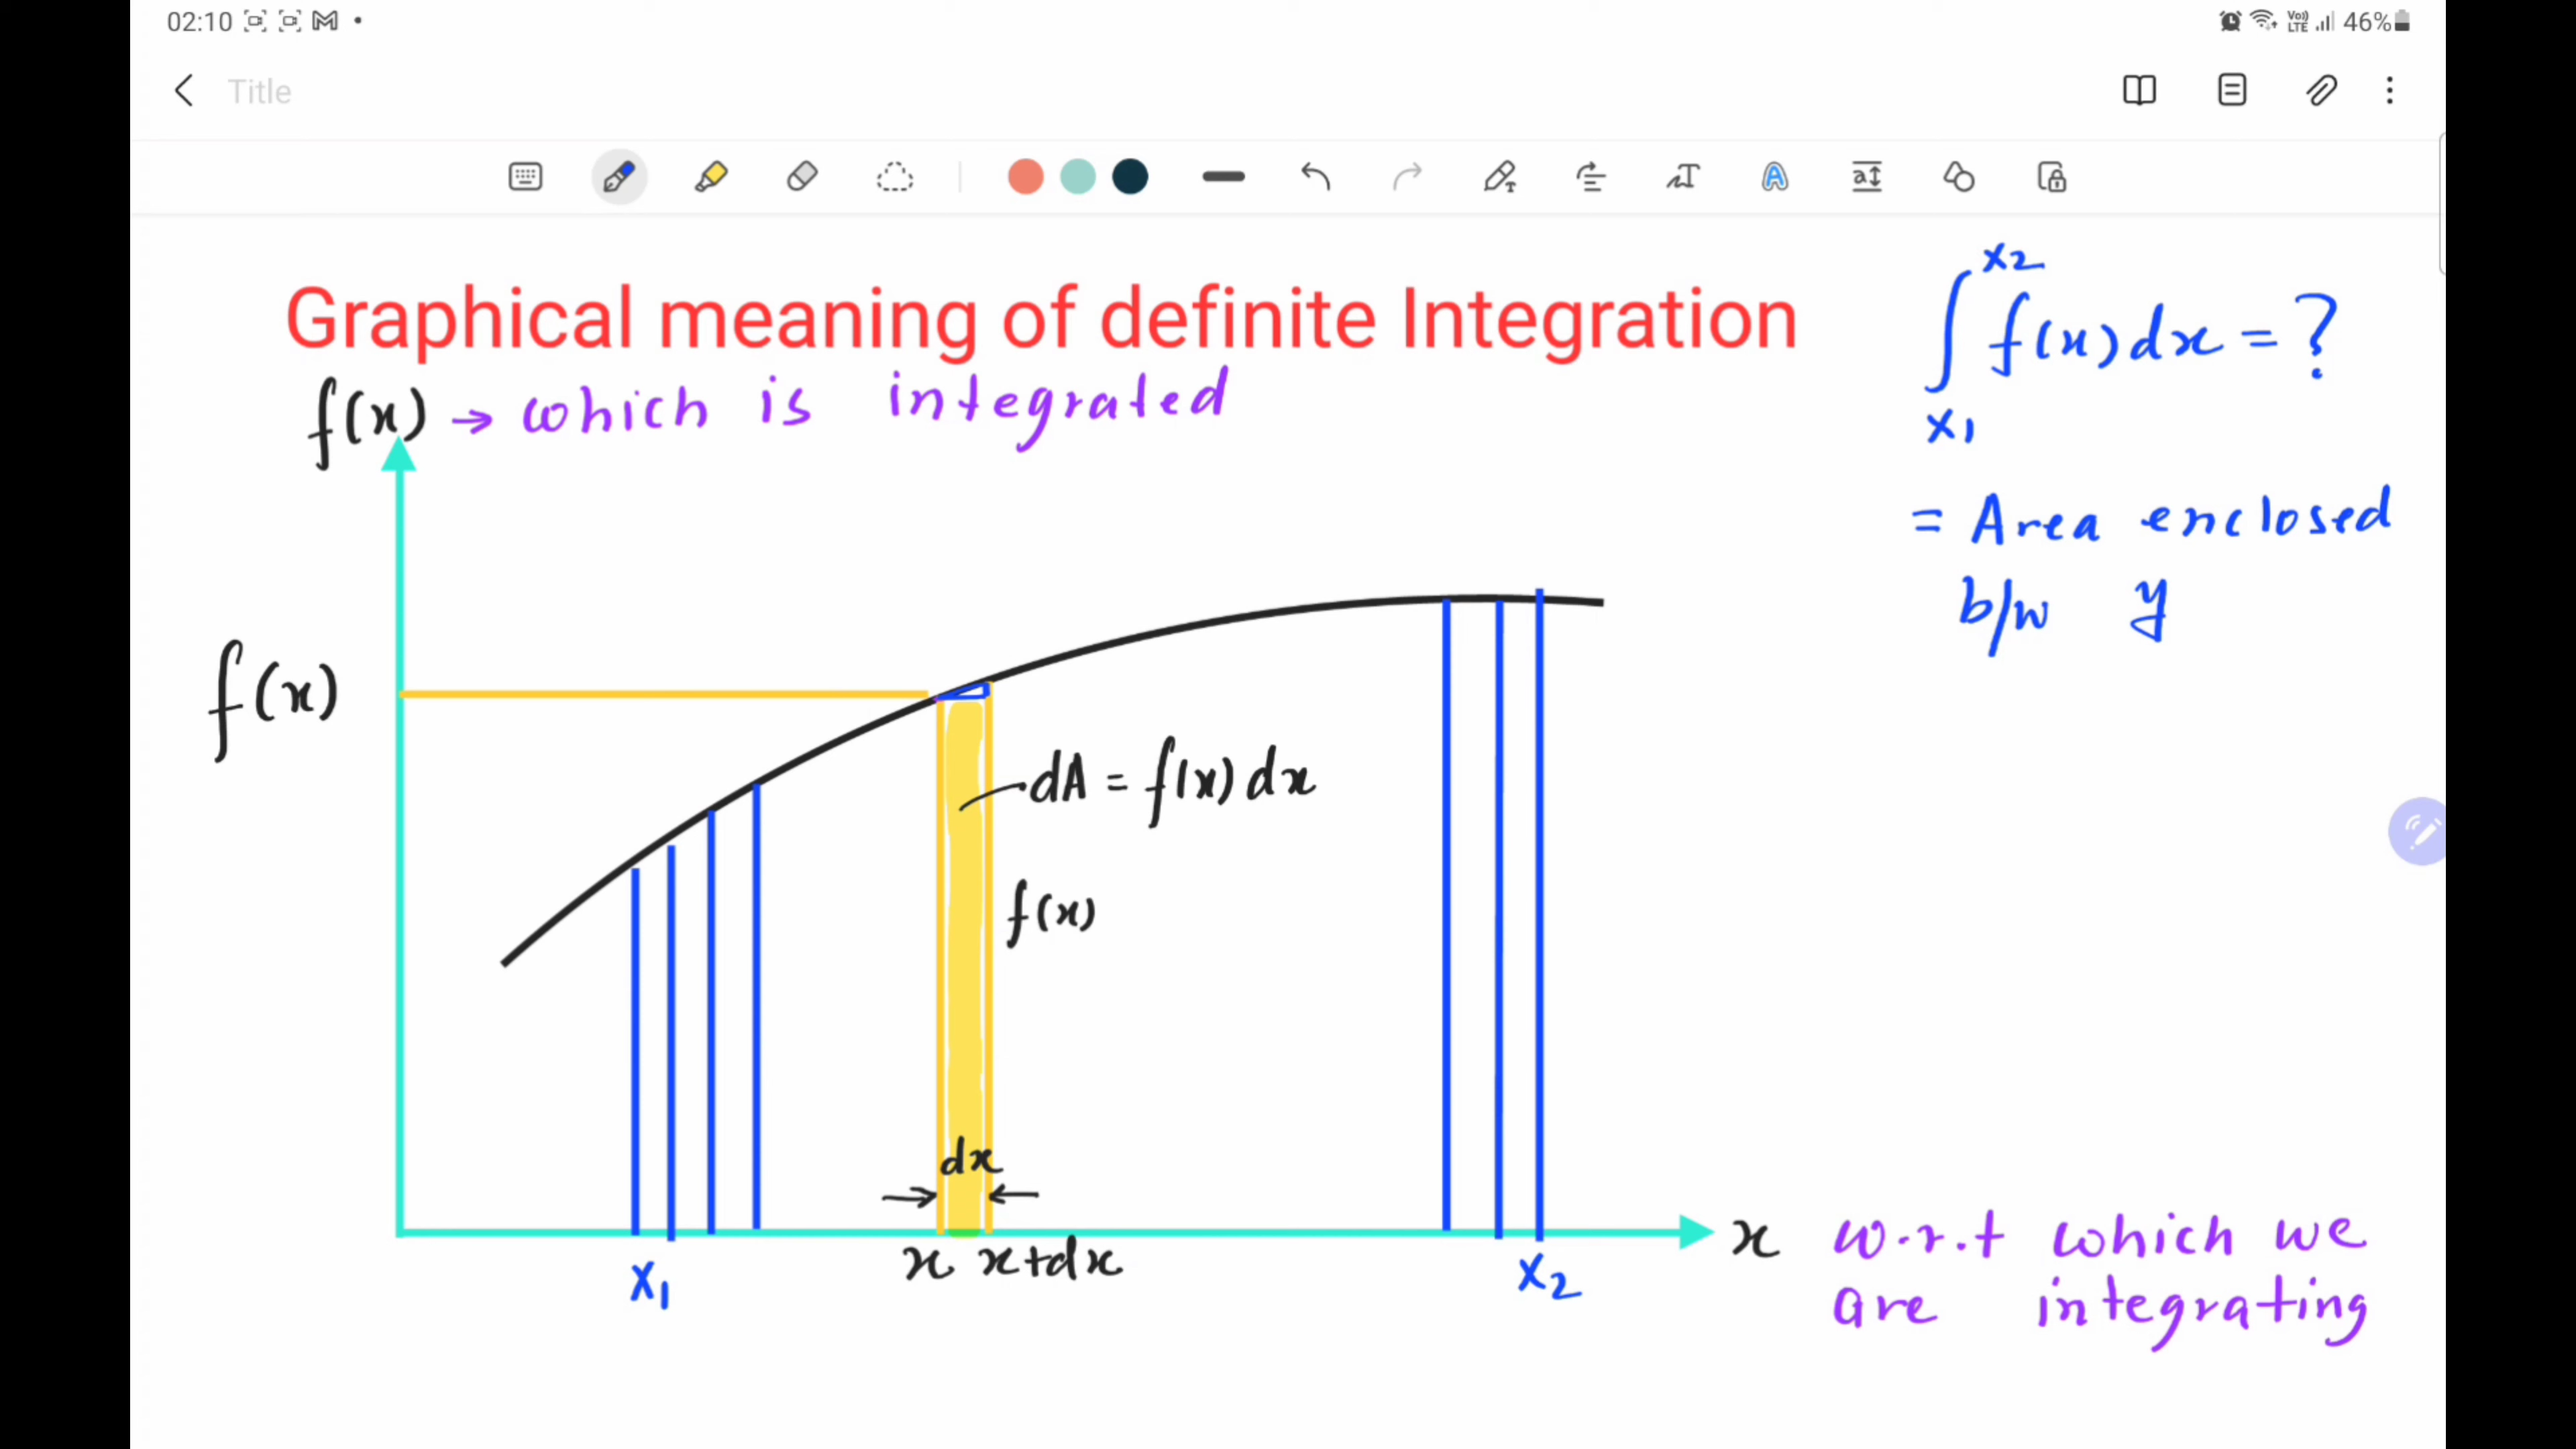 02:10
VoLTE 46%
Title
Graphical meaning of definite Integration
f(x) → which is integrated
∫ x2 x1 f(x) dx = ?
= Area enclosed
b/w y
f(x)
dA = f(x) dx
f(x)
dx
x x+dx
x1
x2
x w.r.t which we
are integrating